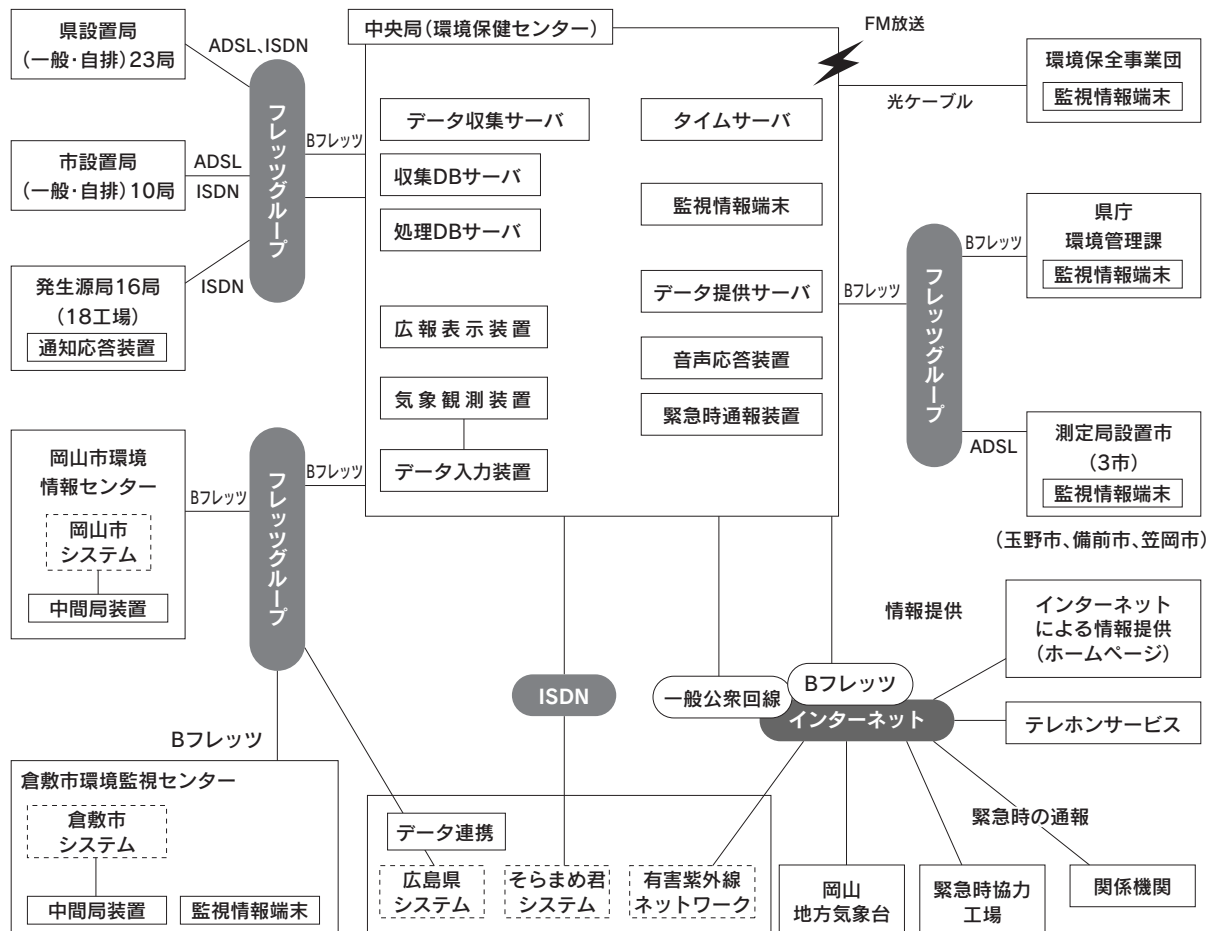 県設置局
(一般・自排)23局
ADSL、ISDN
市設置局
(一般・自排)10局
ADSL
ISDN
発生源局16局
(18工場)
通知応答装置
ISDN
フレッツグループ
Bフレッツ
中央局(環境保健センター)
データ収集サーバ
収集DBサーバ
処理DBサーバ
広報表示装置
気象観測装置
データ入力装置
タイムサーバ
監視情報端末
データ提供サーバ
音声応答装置
緊急時通報装置
FM放送
光ケーブル
環境保全事業団
監視情報端末
Bフレッツ
フレッツグループ
Bフレッツ
県庁
環境管理課
監視情報端末
ADSL
測定局設置市
(3市)
監視情報端末
(玉野市、備前市、笠岡市)
岡山市環境
情報センター
岡山市
システム
中間局装置
Bフレッツ
フレッツグループ
Bフレッツ
Bフレッツ
倉敷市環境監視センター
倉敷市
システム
中間局装置
監視情報端末
ISDN
一般公衆回線
Bフレッツ
インターネット
情報提供
インターネット
による情報提供
(ホームページ)
テレホンサービス
データ連携
広島県
システム
そらまめ君
システム
有害紫外線
ネットワーク
岡山
地方気象台
緊急時協力
工場
緊急時の通報
関係機関